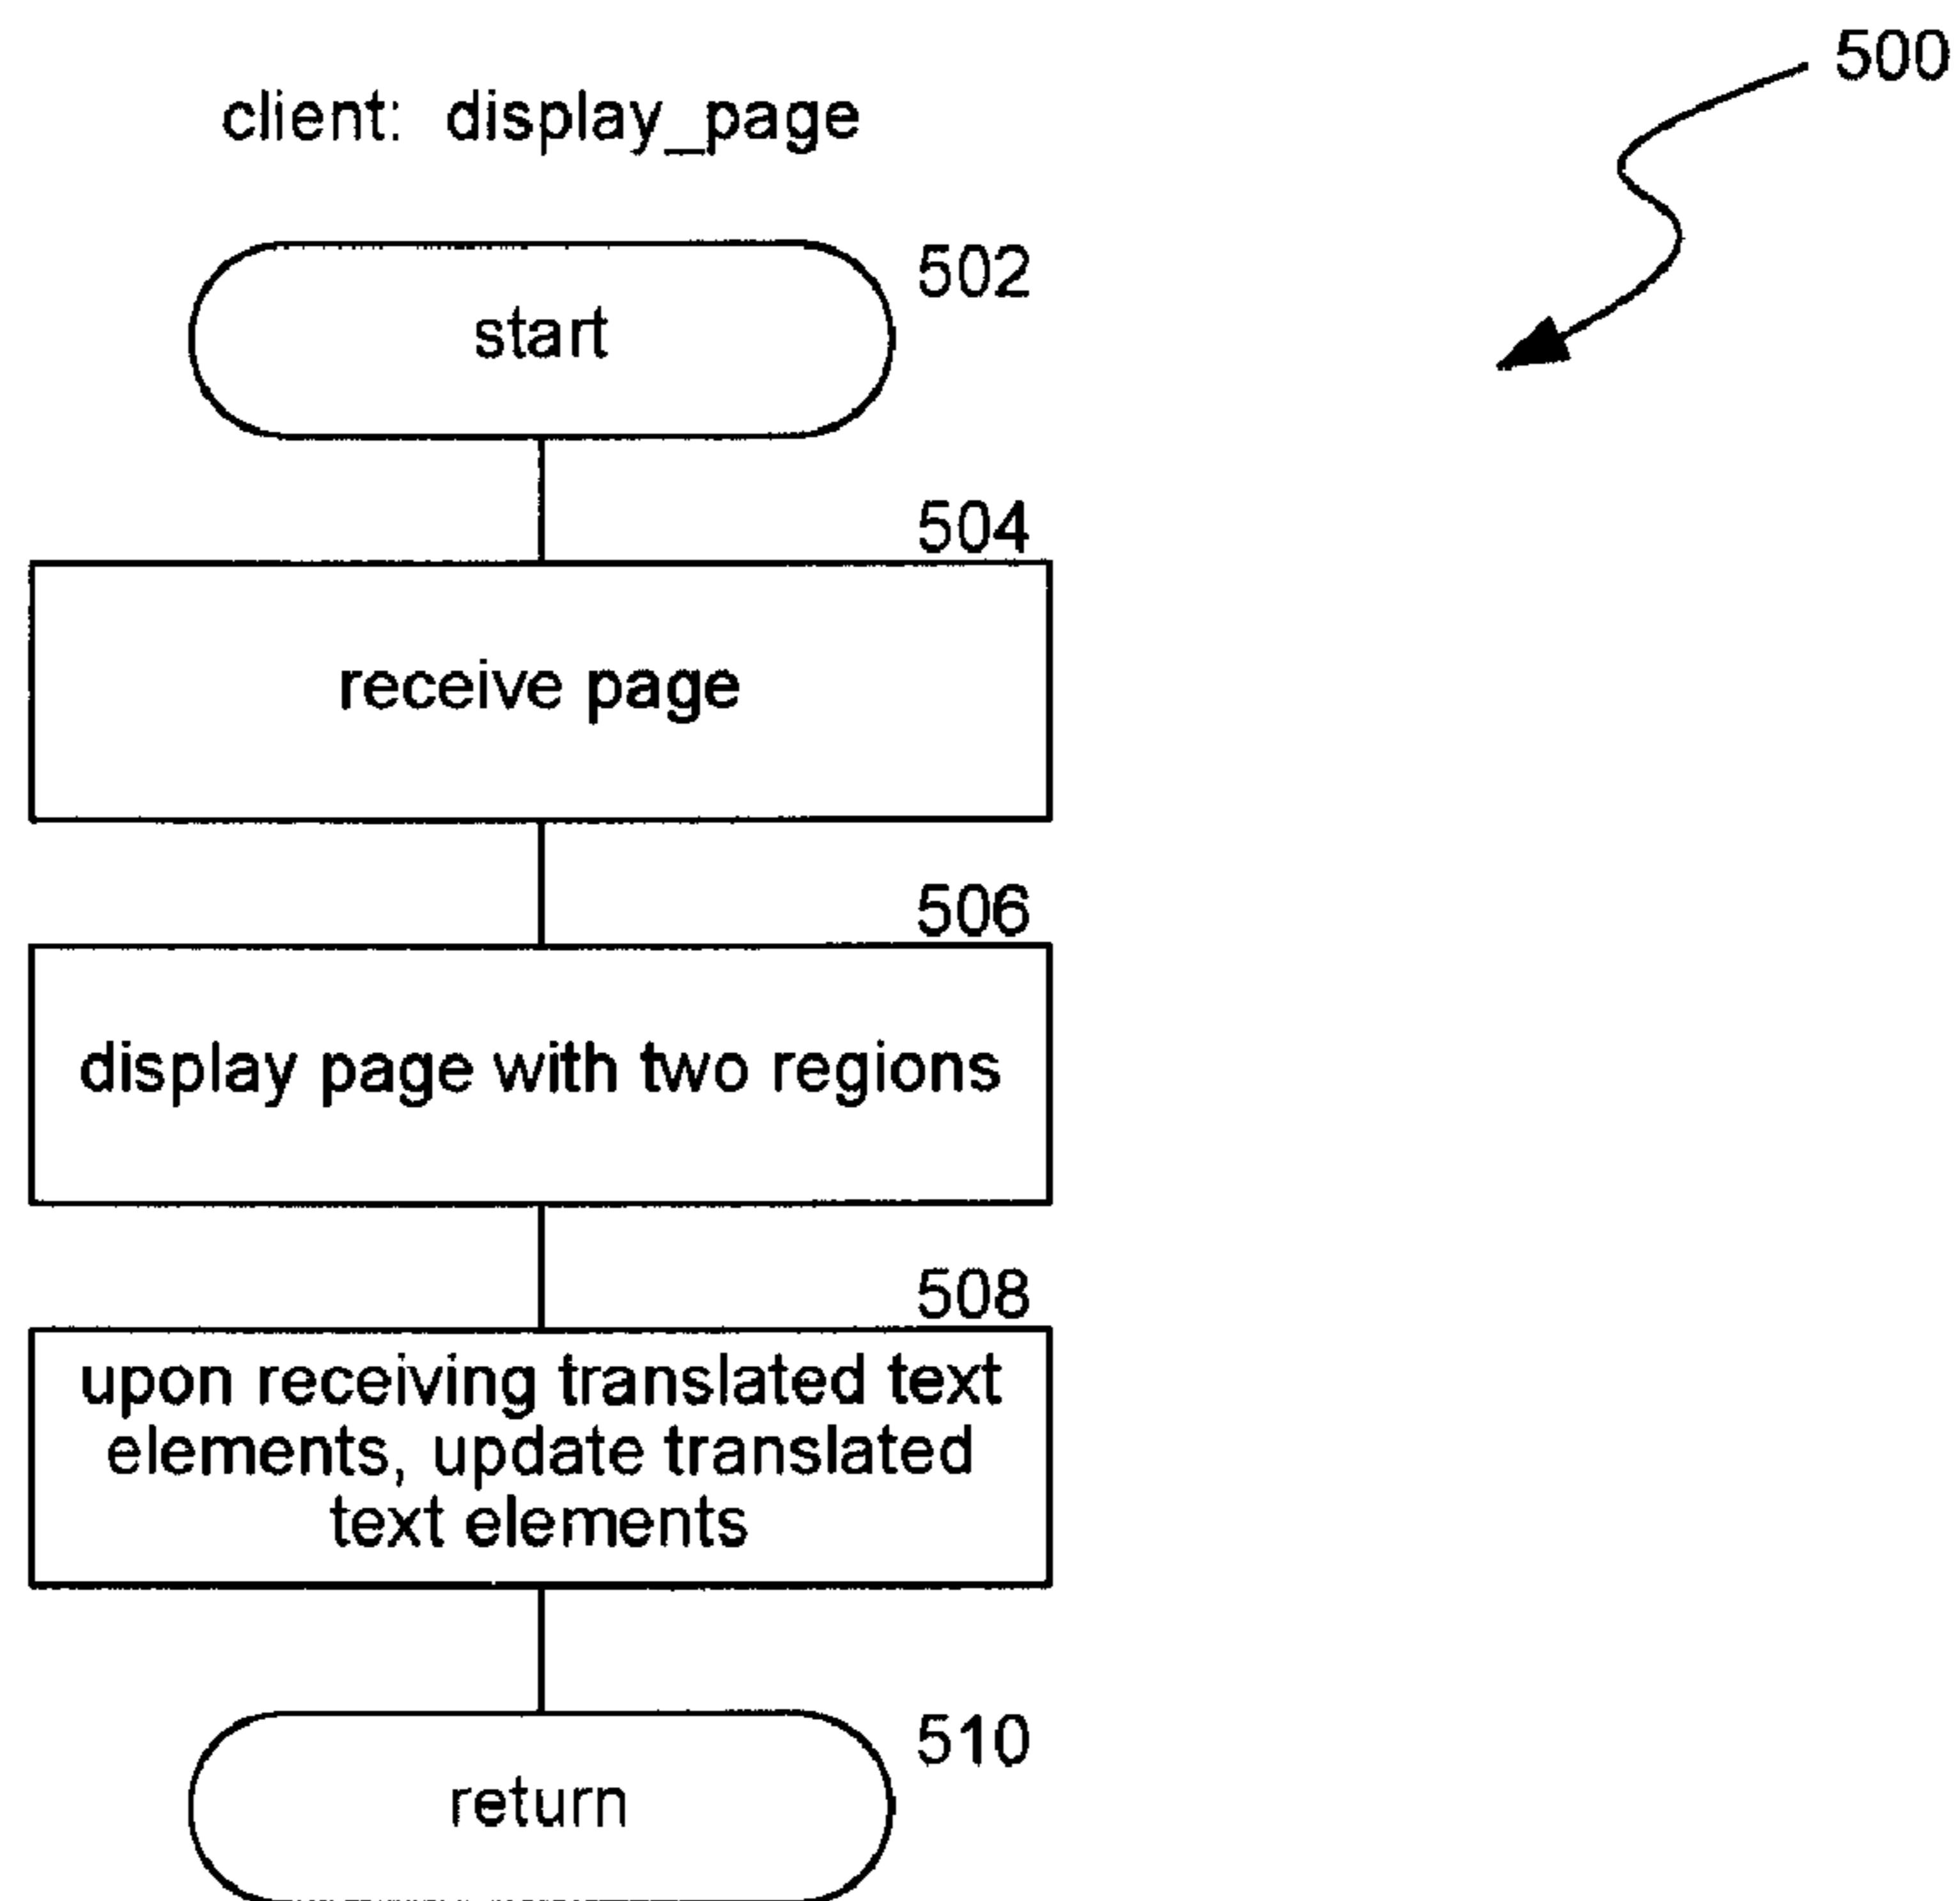 500
client: display_page
502
start
504
receive page
506
display page with two regions
508
upon receiving translated text
elements, update translated
text elements
510
return